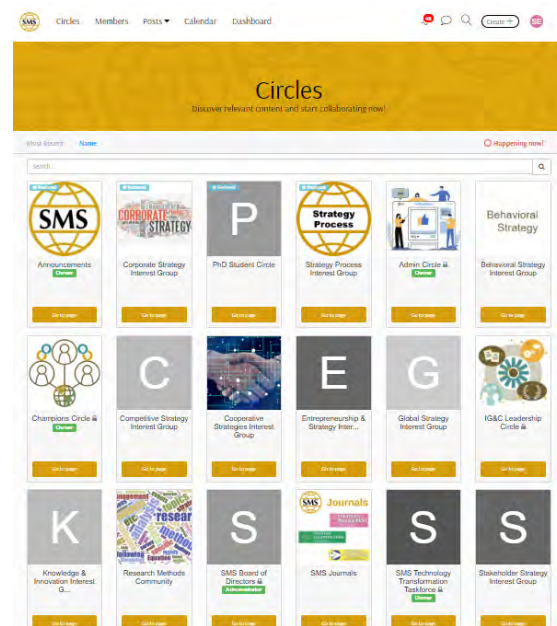 SMS Circles Members Posts Calendar Dashboard Create + SE
Circles
Discover relevant content and start collaborating now!
Most Recent Name Happening now!
search
Featured Featured Featured Featured
SMS
CORPORATE STRATEGY
P
Strategy Process
Behavioral Strategy
Announcements
Owner
Corporate Strategy
Interest Group
PhD Student Circle
Strategy Process
Interest Group
Admin Circle
Owner
Behavioral Strategy
Interest Group
Go to page Go to page Go to page Go to page Go to page Go to page
C
E
G
Champions Circle
Owner
Competitive Strategy
Interest Group
Cooperative
Strategies Interest
Group
Entrepreneurship &
Strategy Inter...
Global Strategy
Interest Group
IG&C Leadership
Circle
Go to page Go to page Go to page Go to page Go to page Go to page
K
S
SMS Journals
S
S
Knowledge &
Innovation Interest
G...
Research Methods
Community
SMS Board of
Directors
Administrator
SMS Journals
SMS Technology
Transformation
Taskforce
Owner
Stakeholder Strategy
Interest Group
Go to page Go to page Go to page Go to page Go to page Go to page